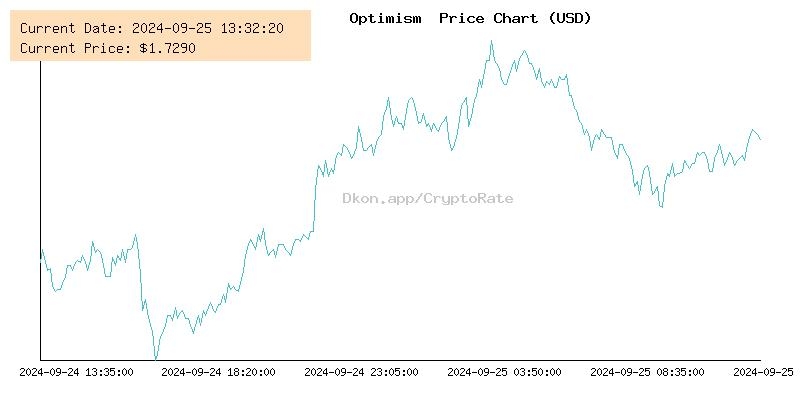 Optimism  Price Chart (USD)
Current Date: 2024-09-25 13:32:20
Current Price: $1.7290
Dkon.app/CryptoRate
2024-09-24 13:35:00 2024-09-24 18:20:00 2024-09-24 23:05:00 2024-09-25 03:50:00 2024-09-25 08:35:00 2024-09-25